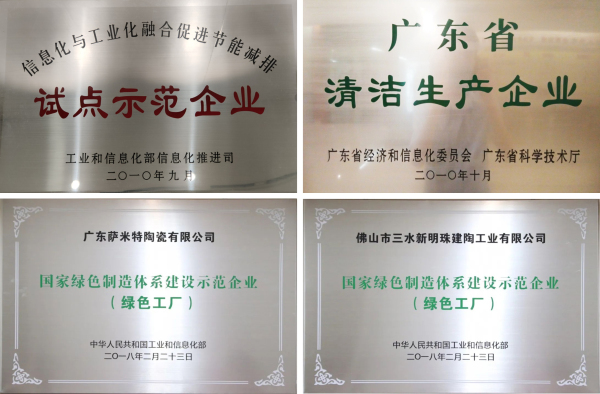 信息化与工业化融合促进节能减排
试点示范企业
工业和信息化部信息化推进司
二〇一〇年九月
广东省
清洁生产企业
广东省经济和信息化委员会 广东省科学技术厅
二〇一〇年十月
广东萨米特陶瓷有限公司
国家绿色制造体系建设示范企业
(绿色工厂)
中华人民共和国工业和信息化部
二〇一八年二月二十三日
佛山市三水新明珠建陶工业有限公司
国家绿色制造体系建设示范企业
(绿色工厂)
中华人民共和国工业和信息化部
二〇一八年二月二十三日